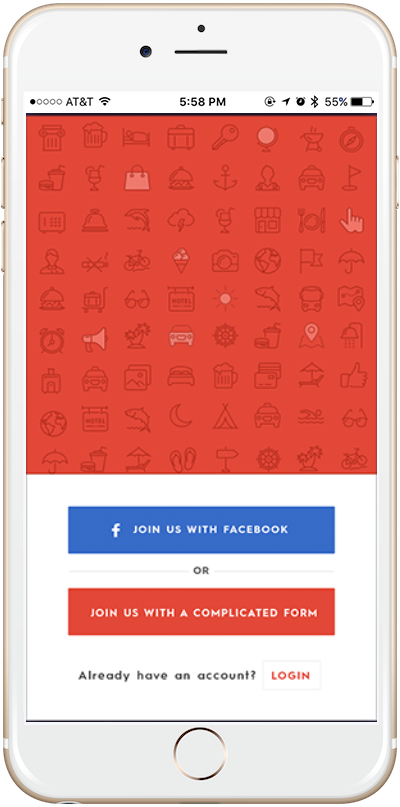 AT&T 5:58 PM 55%
HOTEL
HOTEL
f JOIN US WITH FACEBOOK
OR
JOIN US WITH A COMPLICATED FORM
Already have an account? LOGIN